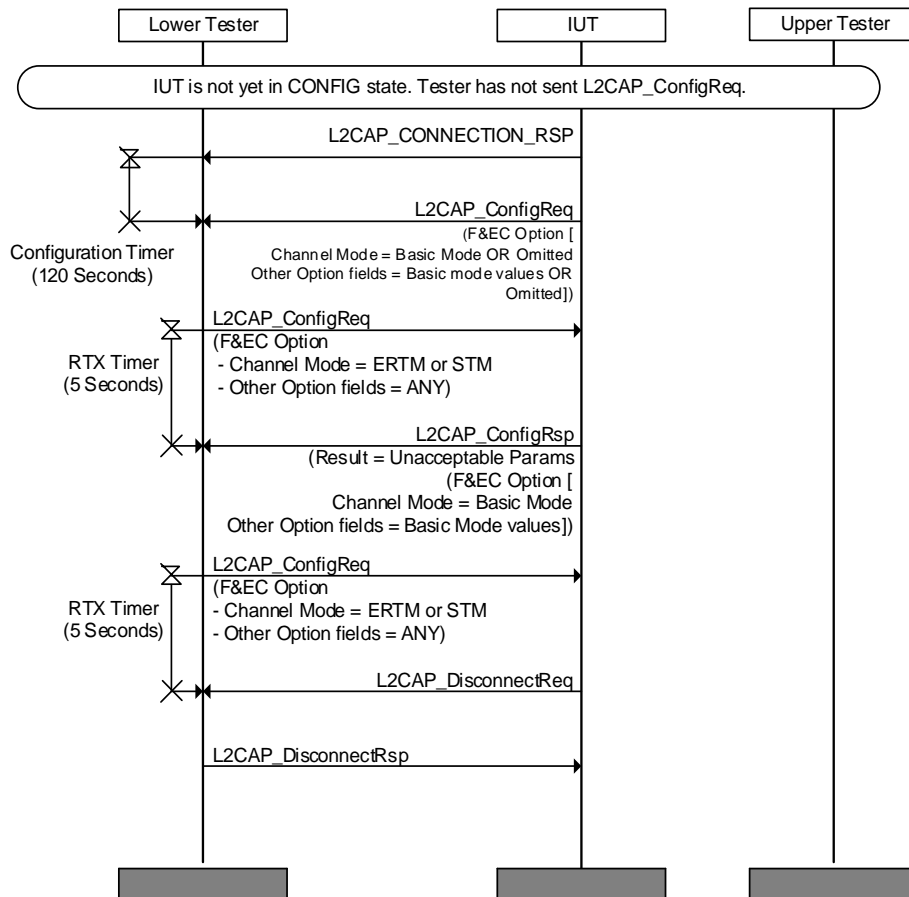 Lower Tester
IUT
Upper Tester
IUT is not yet in CONFIG state. Tester has not sent L2CAP_ConfigReq.
L2CAP_CONNECTION_RSP
L2CAP_ConfigReq
(F&EC Option [
Channel Mode = Basic Mode OR Omitted
Other Option fields = Basic mode values OR
Omitted])
Configuration Timer
(120 Seconds)
L2CAP_ConfigReq
(F&EC Option
- Channel Mode = ERTM or STM
- Other Option fields = ANY)
RTX Timer
(5 Seconds)
L2CAP_ConfigRsp
(Result = Unacceptable Params
(F&EC Option [
Channel Mode = Basic Mode
Other Option fields = Basic Mode values])
L2CAP_ConfigReq
(F&EC Option
- Channel Mode = ERTM or STM
- Other Option fields = ANY)
RTX Timer
(5 Seconds)
L2CAP_DisconnectReq
L2CAP_DisconnectRsp